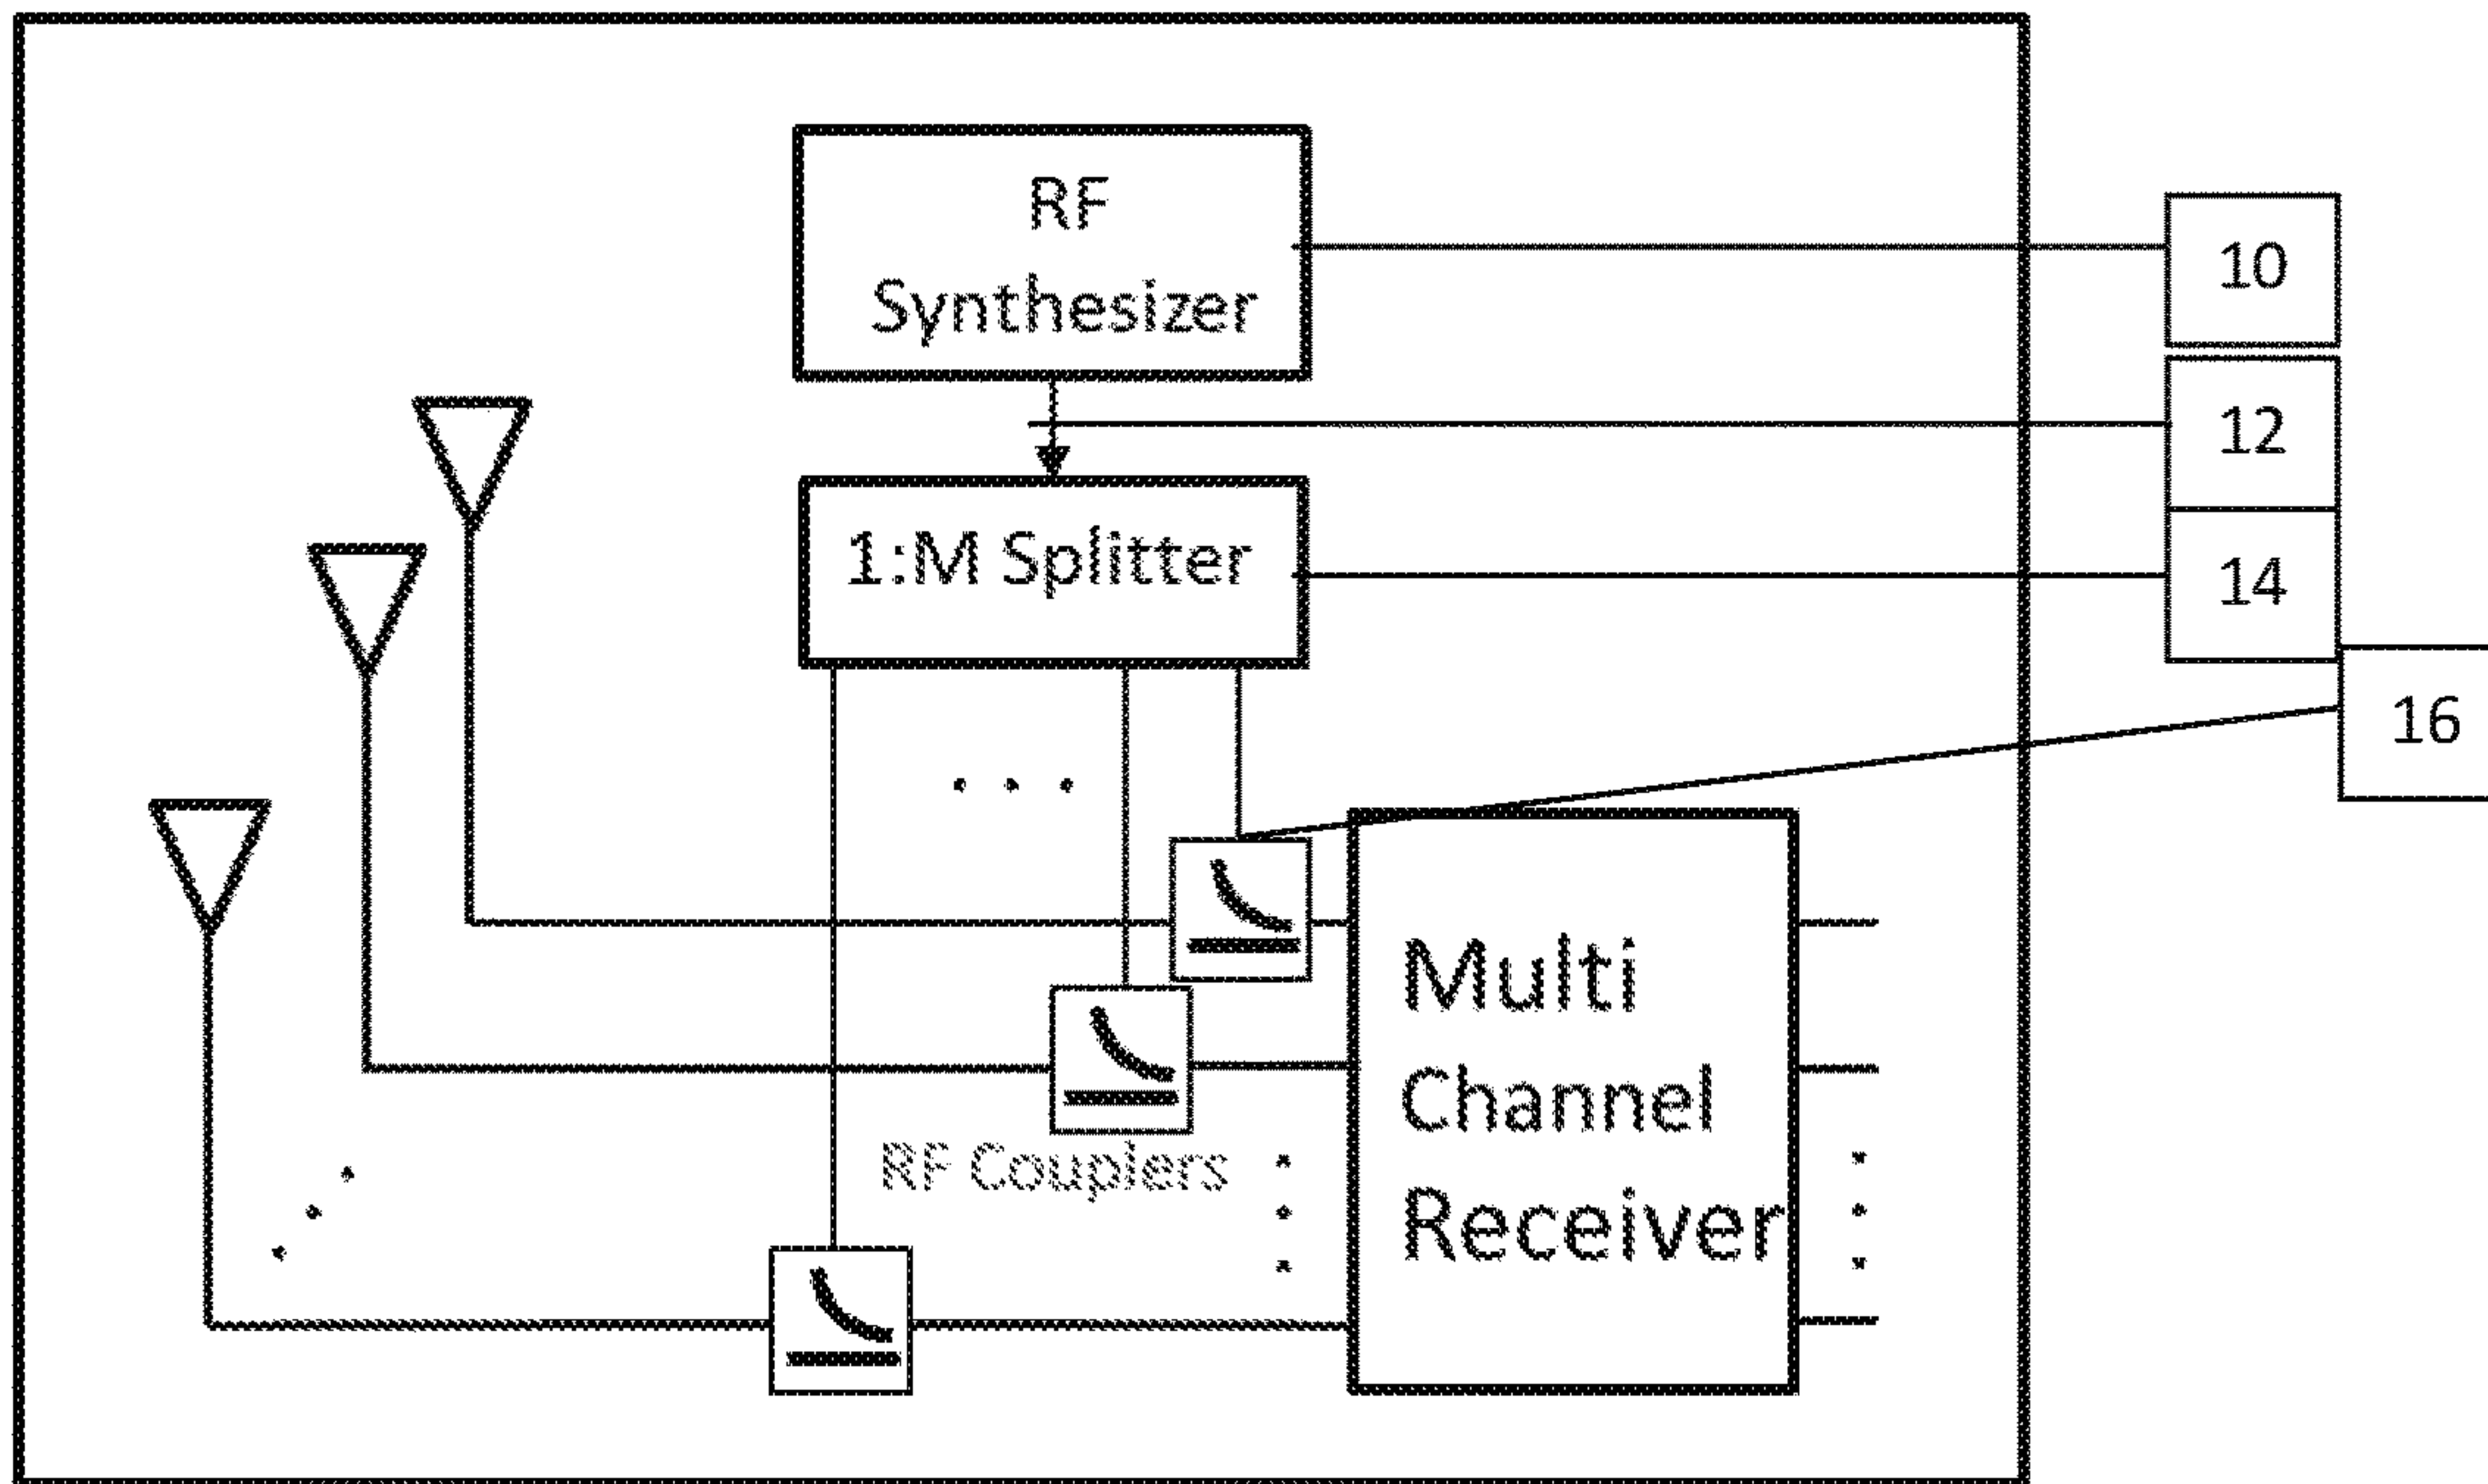 RF
Synthesizer
10
12
1:M Splitter
14
16
Multi
Channel
Receiver
RF Couplers